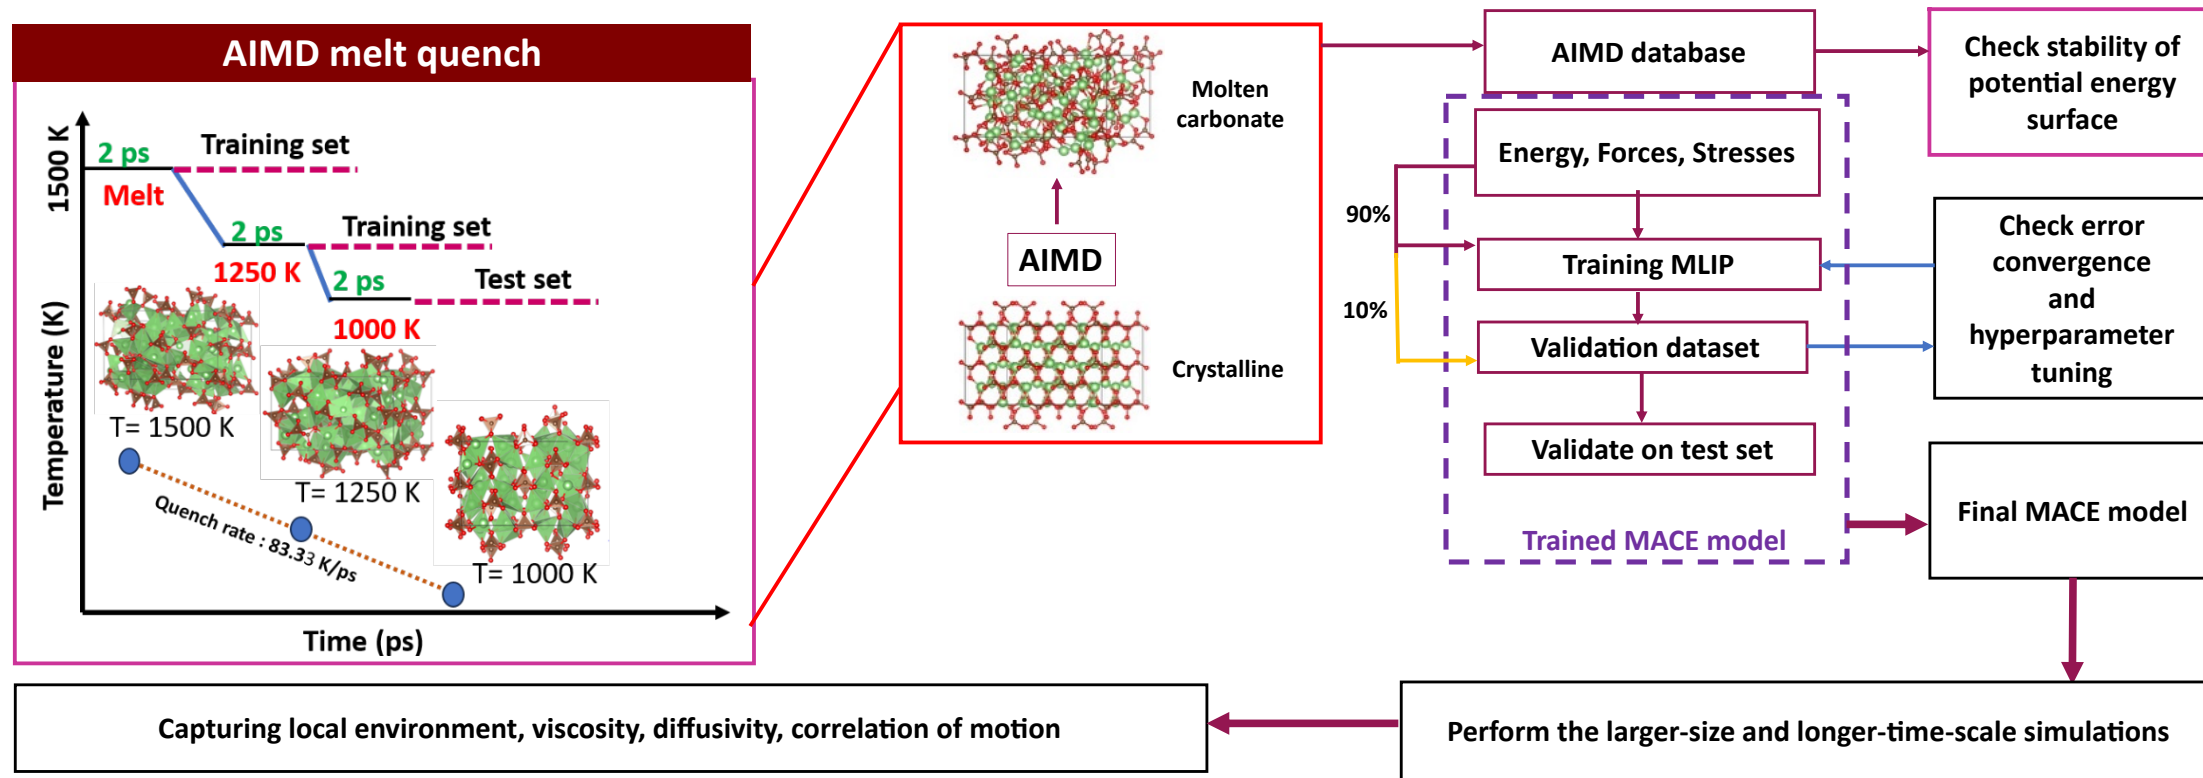 AIMD melt quench
1500 K
2 ps
Training set
Melt
2 ps
Training set
1250 K
2 ps
Test set
1000 K
Temperature (K)
T= 1500 K
T= 1250 K
T= 1000 K
Quench rate : 83.33 K/ps
Time (ps)
Molten
carbonate
AIMD
Crystalline
AIMD database
Check stability of
potential energy
surface
Energy, Forces, Stresses
90%
Training MLIP
10%
Validation dataset
Check error
convergence
and
hyperparameter
tuning
Validate on test set
Trained MACE model
Final MACE model
Perform the larger-size and longer-time-scale simulations
Capturing local environment, viscosity, diffusivity, correlation of motion